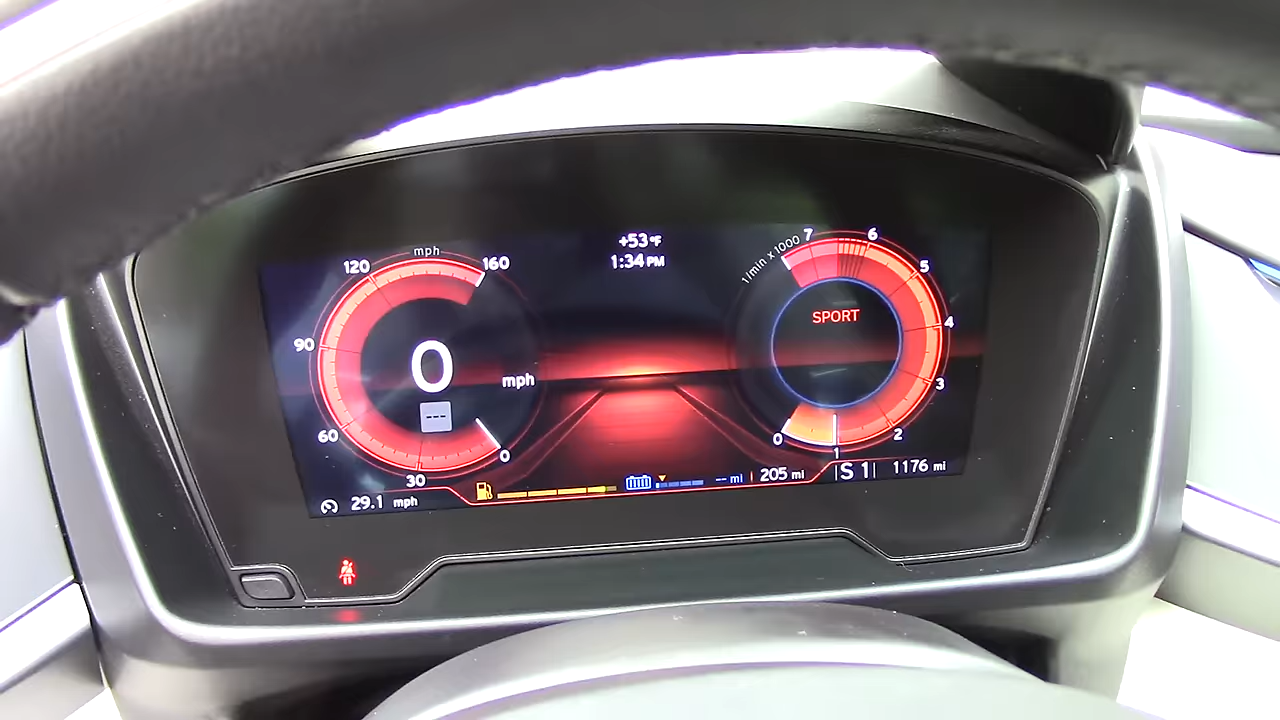 +53°F
1:34 PM
mph
160
120
90
60
30
0
0
mph
---
1/min x 1000
7
6
5
4
3
2
1
0
SPORT
29.1 mph
--- mi
205 mi
S 1
1176 mi